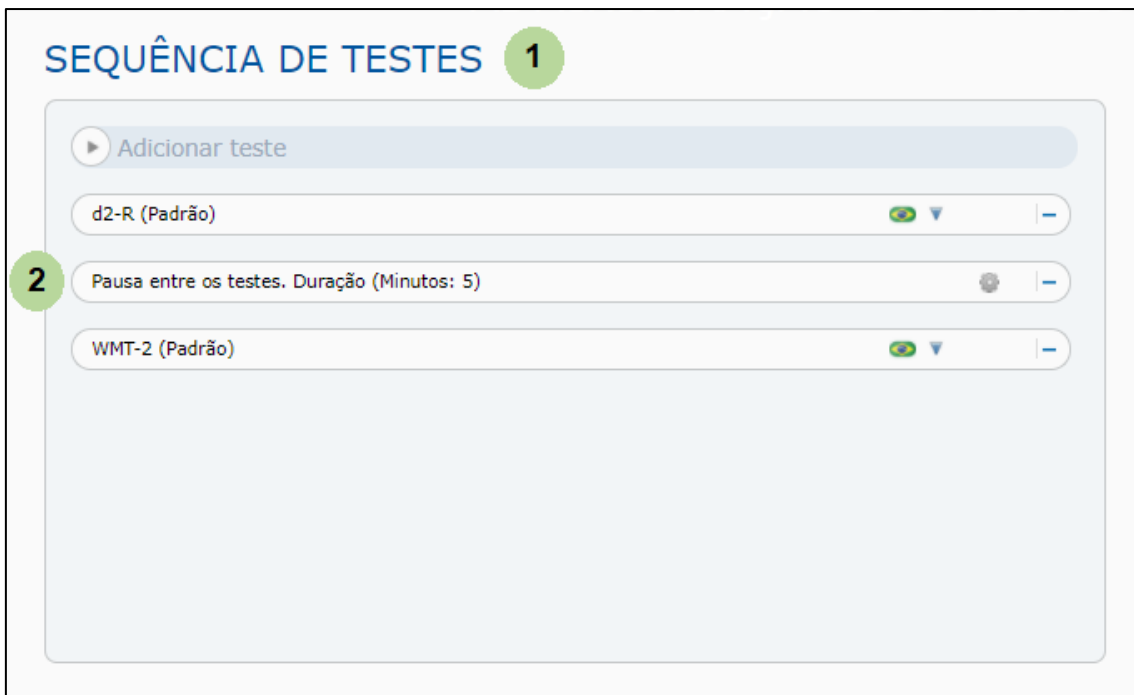 SEQUÊNCIA DE TESTES 1
Adicionar teste
d2-R (Padrão)
2 Pausa entre os testes. Duração (Minutos: 5)
WMT-2 (Padrão)